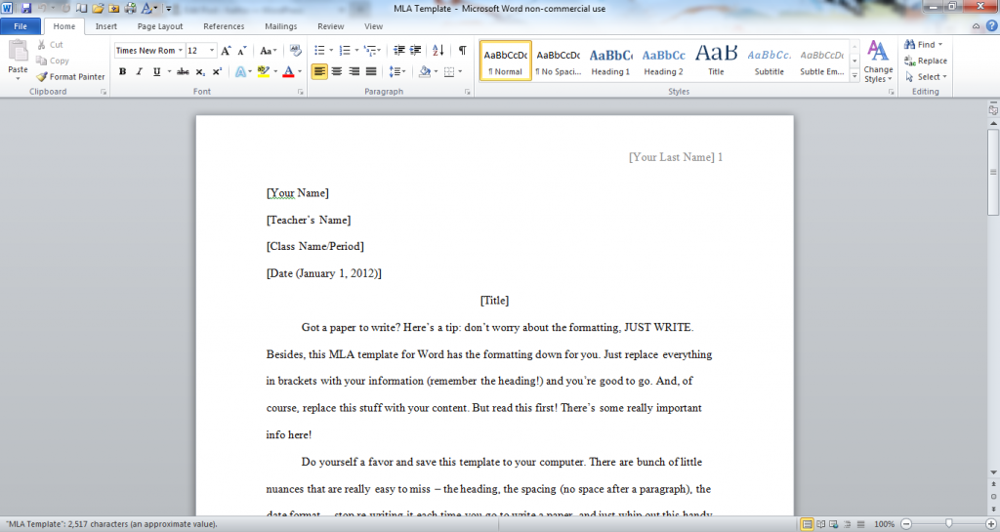 MLA Template - Microsoft Word non-commercial use
File Home Insert Page Layout References Mailings Review View
Paste
Cut
Copy
Format Painter
Clipboard
Times New Rom 12
Font
Paragraph
AaBbCcDc AaBbCcDc AaBbCc AaBbCc AaB AaBbCc. AaBbCcDc
¶ Normal ¶ No Spaci... Heading 1 Heading 2 Title Subtitle Subtle Em...
Change
Styles
Styles
Find
Replace
Select
Editing
[Your Last Name] 1
[Your Name]
[Teacher's Name]
[Class Name/Period]
[Date (January 1, 2012)]
[Title]
Got a paper to write? Here's a tip: don't worry about the formatting, JUST WRITE.
Besides, this MLA template for Word has the formatting down for you. Just replace everything
in brackets with your information (remember the heading!) and you're good to go. And, of
course, replace this stuff with your content. But read this first! There's some really important
info here!
Do yourself a favor and save this template to your computer. There are bunch of little
nuances that are really easy to miss – the heading, the spacing (no space after a paragraph), the
date format – stop re-writing it each time you go to write a paper, and just whip out this handy
"MLA Template": 2,517 characters (an approximate value).
100%